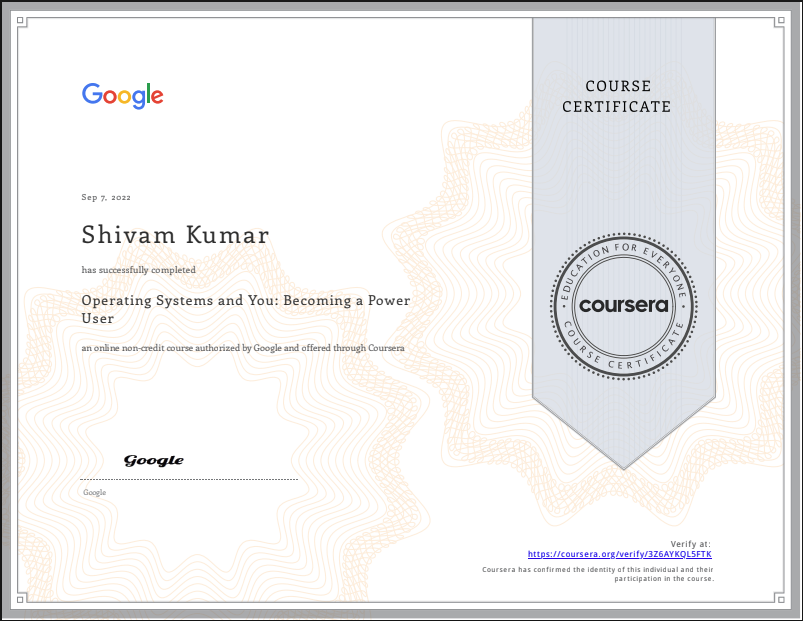 Google
COURSE
CERTIFICATE
Sep 7, 2022
Shivam Kumar
has successfully completed
Operating Systems and You: Becoming a Power
User
an online non-credit course authorized by Google and offered through Coursera
EDUCATION FOR EVERYONE
coursera
COURSE CERTIFICATE
Google
Google
Verify at:
https://coursera.org/verify/3Z6AYKQL5FTK
Coursera has confirmed the identity of this individual and their
participation in the course.